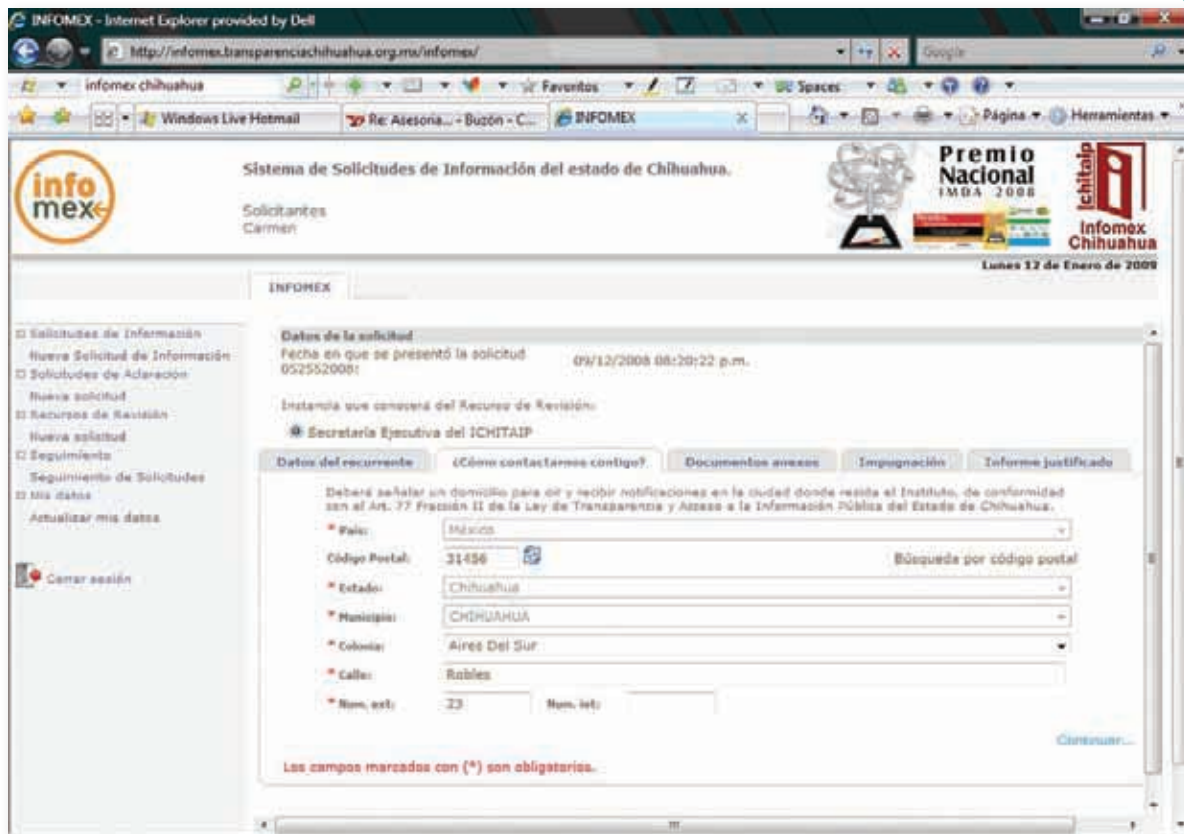 INFOMEX - Internet Explorer provided by Dell
http://infomex.transparenciachihuahua.org.mx/infomex/
Google
infomex chihuahua
Favoritos
Spaces
Windows Live Hotmail
Re: Asesoria... - Buzón - C...
INFOMEX
Página
Herramientas
info
mex
Sistema de Solicitudes de Información del estado de Chihuahua.
Solicitantes
Carmen
Premio
Nacional
IMDA 2008
Ichitaip
Infomex
Chihuahua
Lunes 12 de Enero de 2009
INFOMEX
Solicitudes de Información
Nueva Solicitud de Información
Solicitudes de Aclaración
Nueva solicitud
Recursos de Revisión
Nueva solicitud
Seguimiento
Seguimiento de Solicitudes
Mis datos
Actualizar mis datos
Cerrar sesión
Datos de la solicitud
Fecha en que se presentó la solicitud
052552008:
09/12/2008 08:20:22 p.m.
Instancia que conocerá del Recurso de Revisión:
Secretaría Ejecutiva del ICHITAIP
Datos del recurrente
¿Cómo contactarnos contigo?
Documentos anexos
Impugnación
Informe justificado
Deberá señalar un domicilio para oír y recibir notificaciones en la ciudad donde resida el Instituto, de conformidad
con el Art. 77 Fracción II de la Ley de Transparencia y Acceso a la Información Pública del Estado de Chihuahua.
* País: México
Código Postal: 31456 Búsqueda por código postal
* Estado: Chihuahua
* Municipio: CHIHUAHUA
* Colonia: Aires Del Sur
* Calle: Robles
* Num. ext: 23 Num. int:
Continuar...
Los campos marcados con (*) son obligatorios.